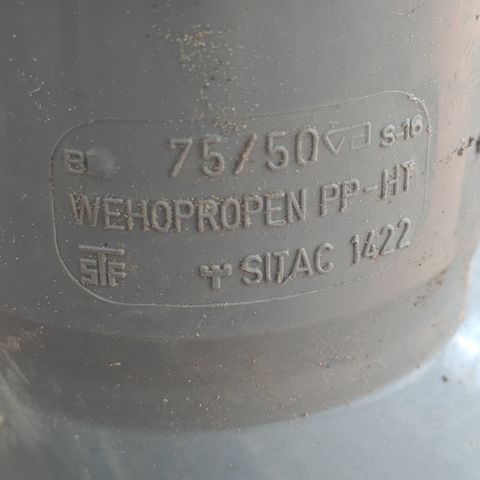 B 75/50 S-16
WEHOPROPEN PP-HT
STF SITAC 1422